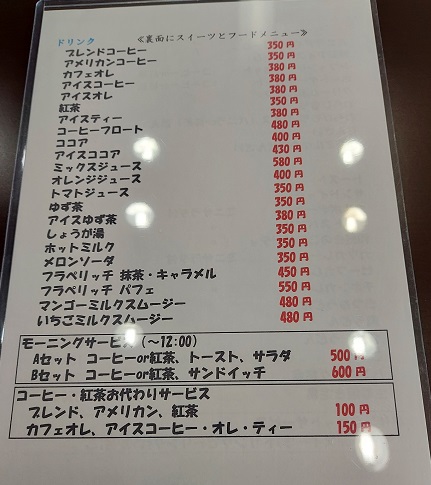 ドリンク ≪裏面にスイーツとフードメニュー≫
ブレンドコーヒー 350円
アメリカンコーヒー 350円
カフェオレ 380円
アイスコーヒー 380円
アイスオレ 380円
紅茶 350円
アイスティー 380円
コーヒーフロート 480円
ココア 400円
アイスココア 430円
ミックスジュース 580円
オレンジジュース 400円
トマトジュース 350円
ゆず茶 350円
アイスゆず茶 380円
しょうが湯 350円
ホットミルク 350円
メロンソーダ 350円
フラペリッチ 抹茶・キャラメル 450円
フラペリッチ パフェ 550円
マンゴーミルクスムージー 480円
いちごミルクスムージー 480円
モーニングサービス (～12:00)
Aセット コーヒーor紅茶、トースト、サラダ 500円
Bセット コーヒーor紅茶、サンドイッチ 600円
コーヒー・紅茶お代わりサービス
ブレンド、アメリカン、紅茶 100円
カフェオレ、アイスコーヒー・オレ・ティー 150円